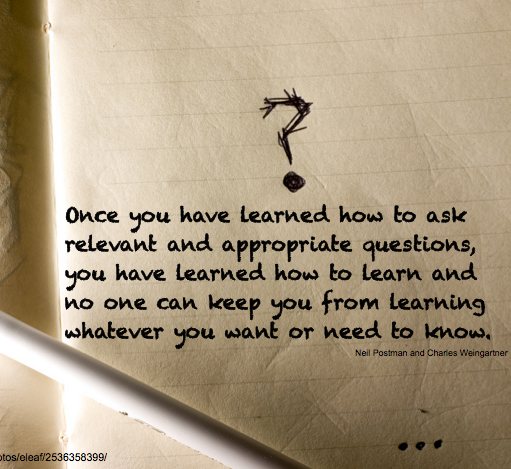 ?
Once you have learned how to ask
relevant and appropriate questions,
you have learned how to learn and
no one can keep you from learning
whatever you want or need to know.
Neil Postman and Charles Weingartner
...
otos/eleaf/2536358399/